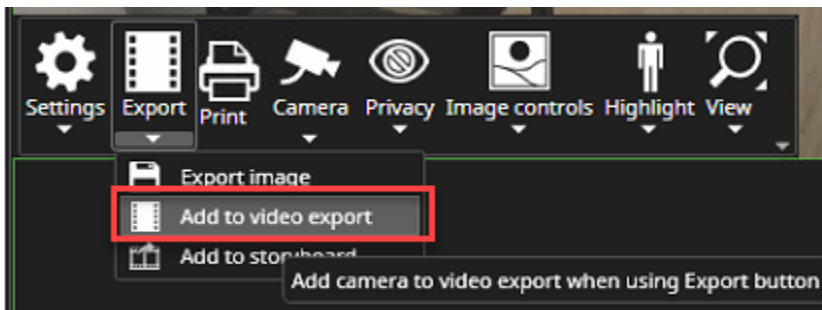 Settings Export Print Camera Privacy Image controls Highlight View
Export image
Add to video export
Add to storyboard
Add camera to video export when using Export button